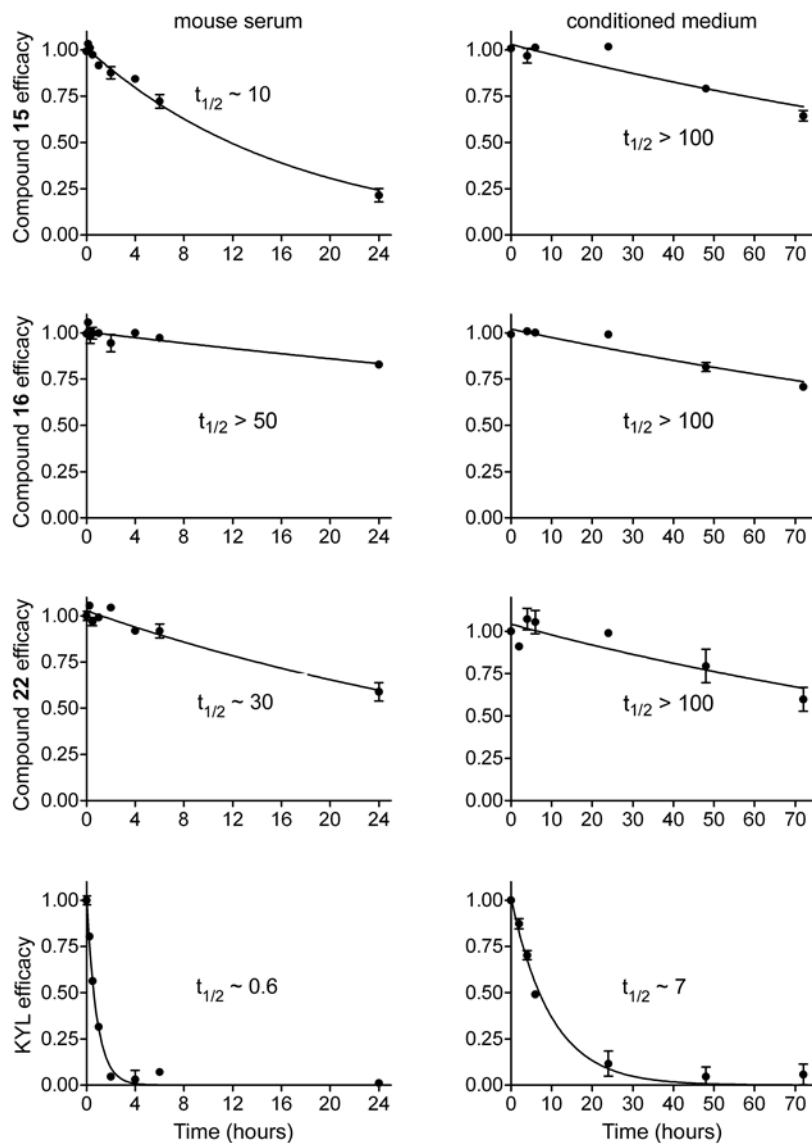 mouse serum conditioned medium
Compound 15 efficacy
1.00
0.75
0.50
0.25
0.00
t1/2 ~ 10
0 4 8 12 16 20 24
1.00
0.75
0.50
0.25
0.00
t1/2 > 100
0 10 20 30 40 50 60 70
Compound 16 efficacy
1.00
0.75
0.50
0.25
0.00
t1/2 > 50
0 4 8 12 16 20 24
1.00
0.75
0.50
0.25
0.00
t1/2 > 100
0 10 20 30 40 50 60 70
Compound 22 efficacy
1.00
0.75
0.50
0.25
0.00
t1/2 ~ 30
0 4 8 12 16 20 24
1.00
0.75
0.50
0.25
0.00
t1/2 > 100
0 10 20 30 40 50 60 70
KYL efficacy
1.00
0.75
0.50
0.25
0.00
t1/2 ~ 0.6
0 4 8 12 16 20 24
Time (hours)
1.00
0.75
0.50
0.25
0.00
t1/2 ~ 7
0 10 20 30 40 50 60 70
Time (hours)